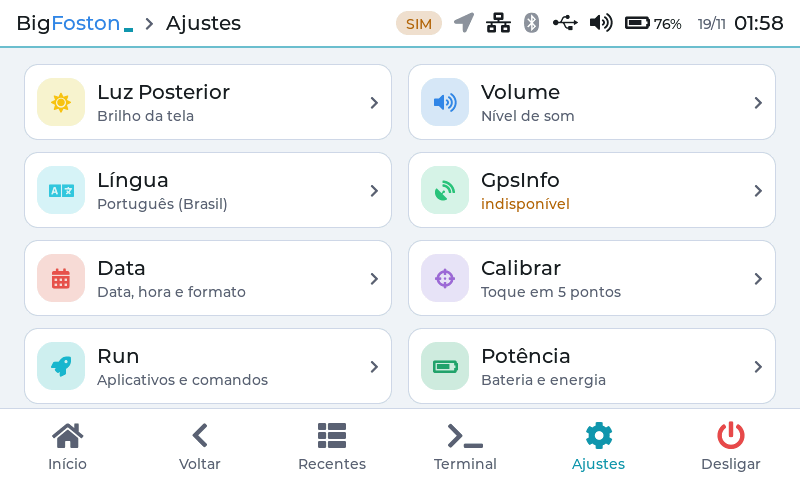 BigFoston_ > Ajustes
SIM 76% 19/11 01:58
Luz Posterior
Brilho da tela
Volume
Nível de som
Língua
Português (Brasil)
GpsInfo
indisponível
Data
Data, hora e formato
Calibrar
Toque em 5 pontos
Run
Aplicativos e comandos
Potência
Bateria e energia
Início
Voltar
Recentes
Terminal
Ajustes
Desligar